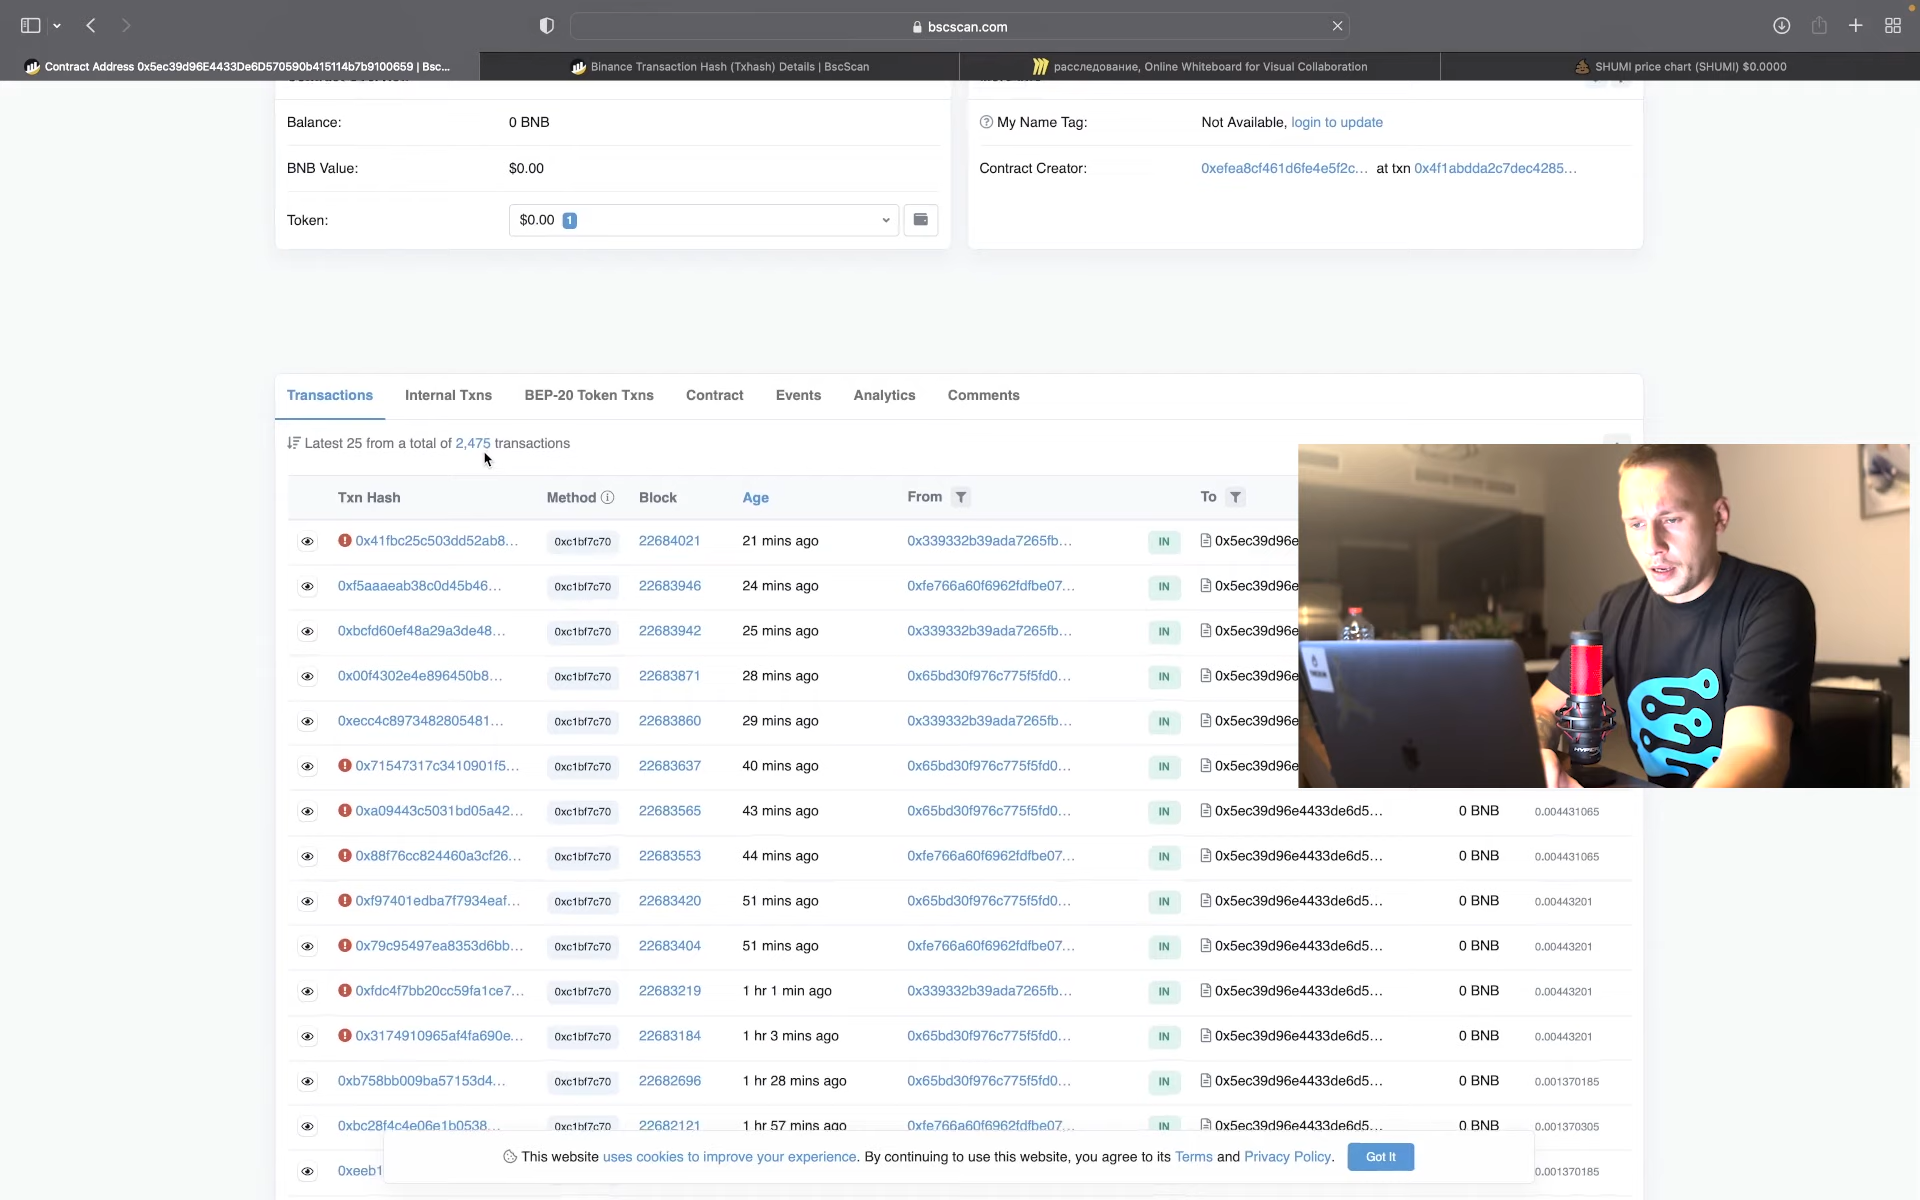 bscscan.com
Contract Address 0x5ec39d96E4433De6D570590b415114b7b9100659 | Bsc...
Binance Transaction Hash (Txhash) Details | BscScan
расследование, Online Whiteboard for Visual Collaboration
SHUMI price chart (SHUMI) $0.0000
Balance: 0 BNB
BNB Value: $0.00
Token: $0.00 1
My Name Tag: Not Available, login to update
Contract Creator: 0xefea8cf461d6fe4e5f2c... at txn 0x4f1abdda2c7dec4285...
Transactions Internal Txns BEP-20 Token Txns Contract Events Analytics Comments
Latest 25 from a total of 2,475 transactions
Txn Hash Method Block Age From To
0x41fbc25c503dd52ab8... 0xc1bf7c70 22684021 21 mins ago 0x339332b39ada7265fb... IN 0x5ec39d96e
0xf5aaaeab38c0d45b46... 0xc1bf7c70 22683946 24 mins ago 0xfe766a60f6962fdfbe07... IN 0x5ec39d96e
0xbcfd60ef48a29a3de48... 0xc1bf7c70 22683942 25 mins ago 0x339332b39ada7265fb... IN 0x5ec39d96e
0x00f4302e4e896450b8... 0xc1bf7c70 22683871 28 mins ago 0x65bd30f976c775f5fd0... IN 0x5ec39d96e
0xecc4c8973482805481... 0xc1bf7c70 22683860 29 mins ago 0x339332b39ada7265fb... IN 0x5ec39d96e
0x71547317c3410901f5... 0xc1bf7c70 22683637 40 mins ago 0x65bd30f976c775f5fd0... IN 0x5ec39d96e
0xa09443c5031bd05a42... 0xc1bf7c70 22683565 43 mins ago 0x65bd30f976c775f5fd0... IN 0x5ec39d96e4433de6d5... 0 BNB 0.004431065
0x88f76cc824460a3cf26... 0xc1bf7c70 22683553 44 mins ago 0xfe766a60f6962fdfbe07... IN 0x5ec39d96e4433de6d5... 0 BNB 0.004431065
0xf97401edba7f7934eaf... 0xc1bf7c70 22683420 51 mins ago 0x65bd30f976c775f5fd0... IN 0x5ec39d96e4433de6d5... 0 BNB 0.00443201
0x79c95497ea8353d6bb... 0xc1bf7c70 22683404 51 mins ago 0xfe766a60f6962fdfbe07... IN 0x5ec39d96e4433de6d5... 0 BNB 0.00443201
0xfdc4f7bb20cc59fa1ce7... 0xc1bf7c70 22683219 1 hr 1 min ago 0x339332b39ada7265fb... IN 0x5ec39d96e4433de6d5... 0 BNB 0.00443201
0x3174910965af4fa690e... 0xc1bf7c70 22683184 1 hr 3 mins ago 0x65bd30f976c775f5fd0... IN 0x5ec39d96e4433de6d5... 0 BNB 0.00443201
0xb758bb009ba57153d4... 0xc1bf7c70 22682696 1 hr 28 mins ago 0x65bd30f976c775f5fd0... IN 0x5ec39d96e4433de6d5... 0 BNB 0.001370185
0xbc28f4c4e06e1b0538... 0xc1bf7c70 22682121 1 hr 57 mins ago 0xfe766a60f6962fdfbe07... IN 0x5ec39d96e4433de6d5... 0 BNB 0.001370305
0xeeb1 0.001370185
This website uses cookies to improve your experience. By continuing to use this website, you agree to its Terms and Privacy Policy. Got It